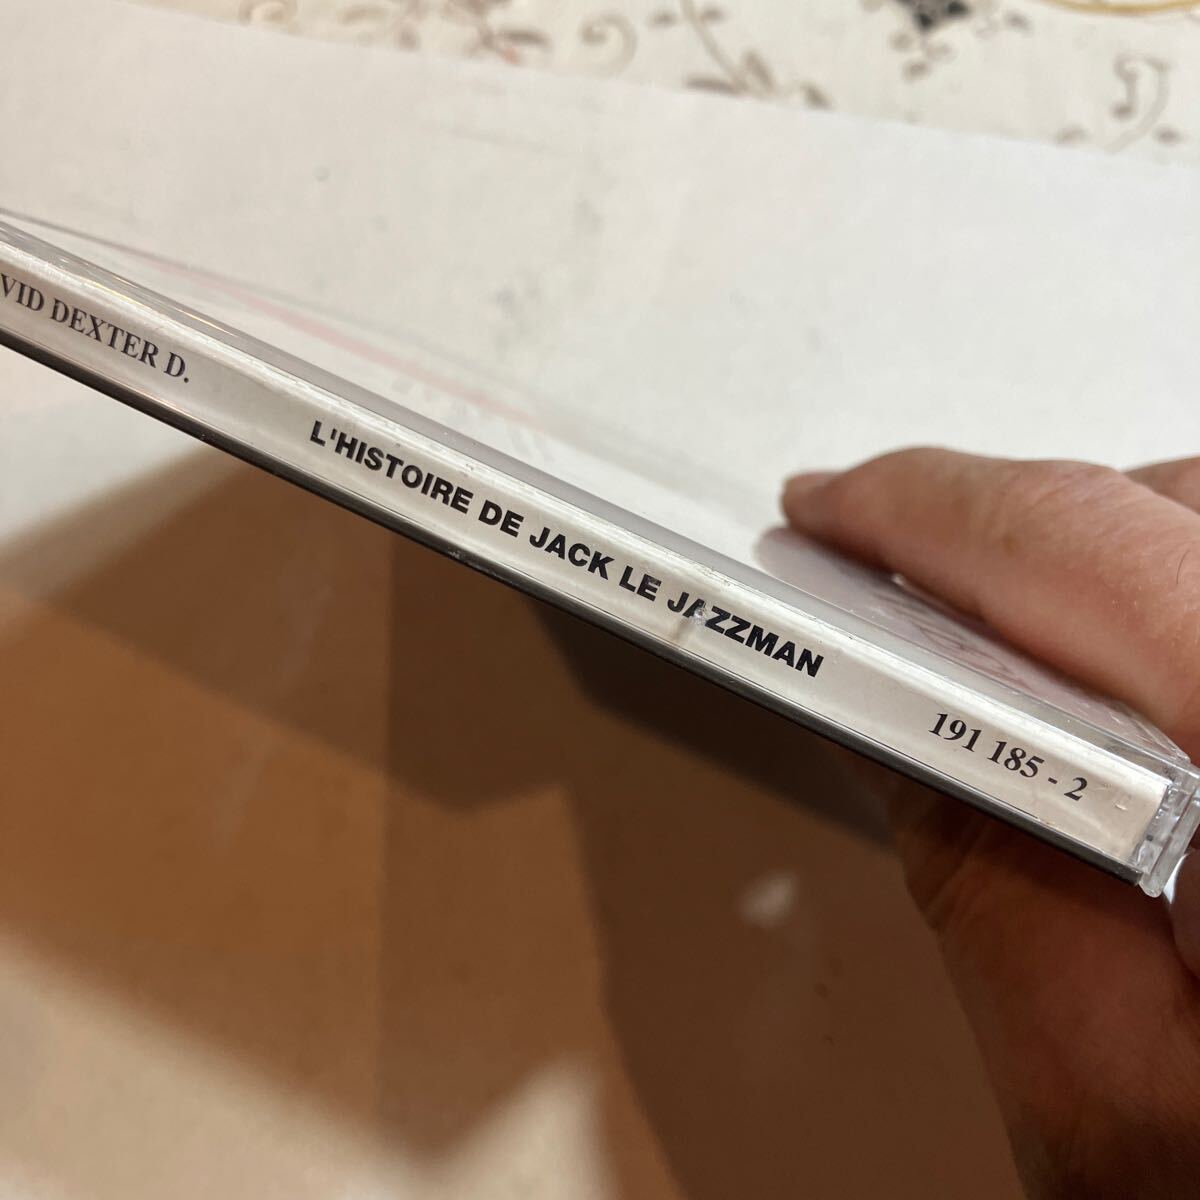 VID DEXTER D. L'HISTOIRE DE JACK LE JAZZMAN 191 185 - 2